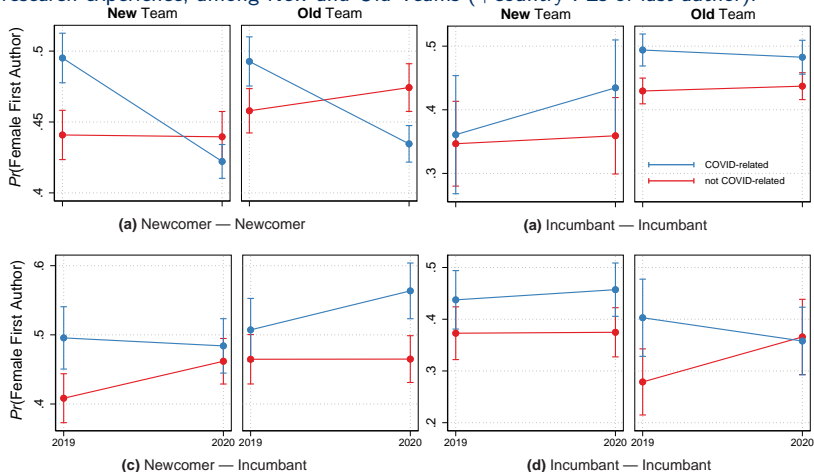 research experience, among New and Old Teams (+country FEs of last author).
New Team
Old Team
New Team
Old Team
Pr(Female First Author)
.5
.45
.4
.5
.4
.3
COVID-related
not COVID-related
(a) Newcomer — Newcomer
(a) Incumbant — Incumbant
Pr(Female First Author)
.6
.5
.4
.5
.4
.3
.2
2019
2020
2019
2020
2019
2020
2019
2020
(c) Newcomer — Incumbant
(d) Incumbant — Incumbant